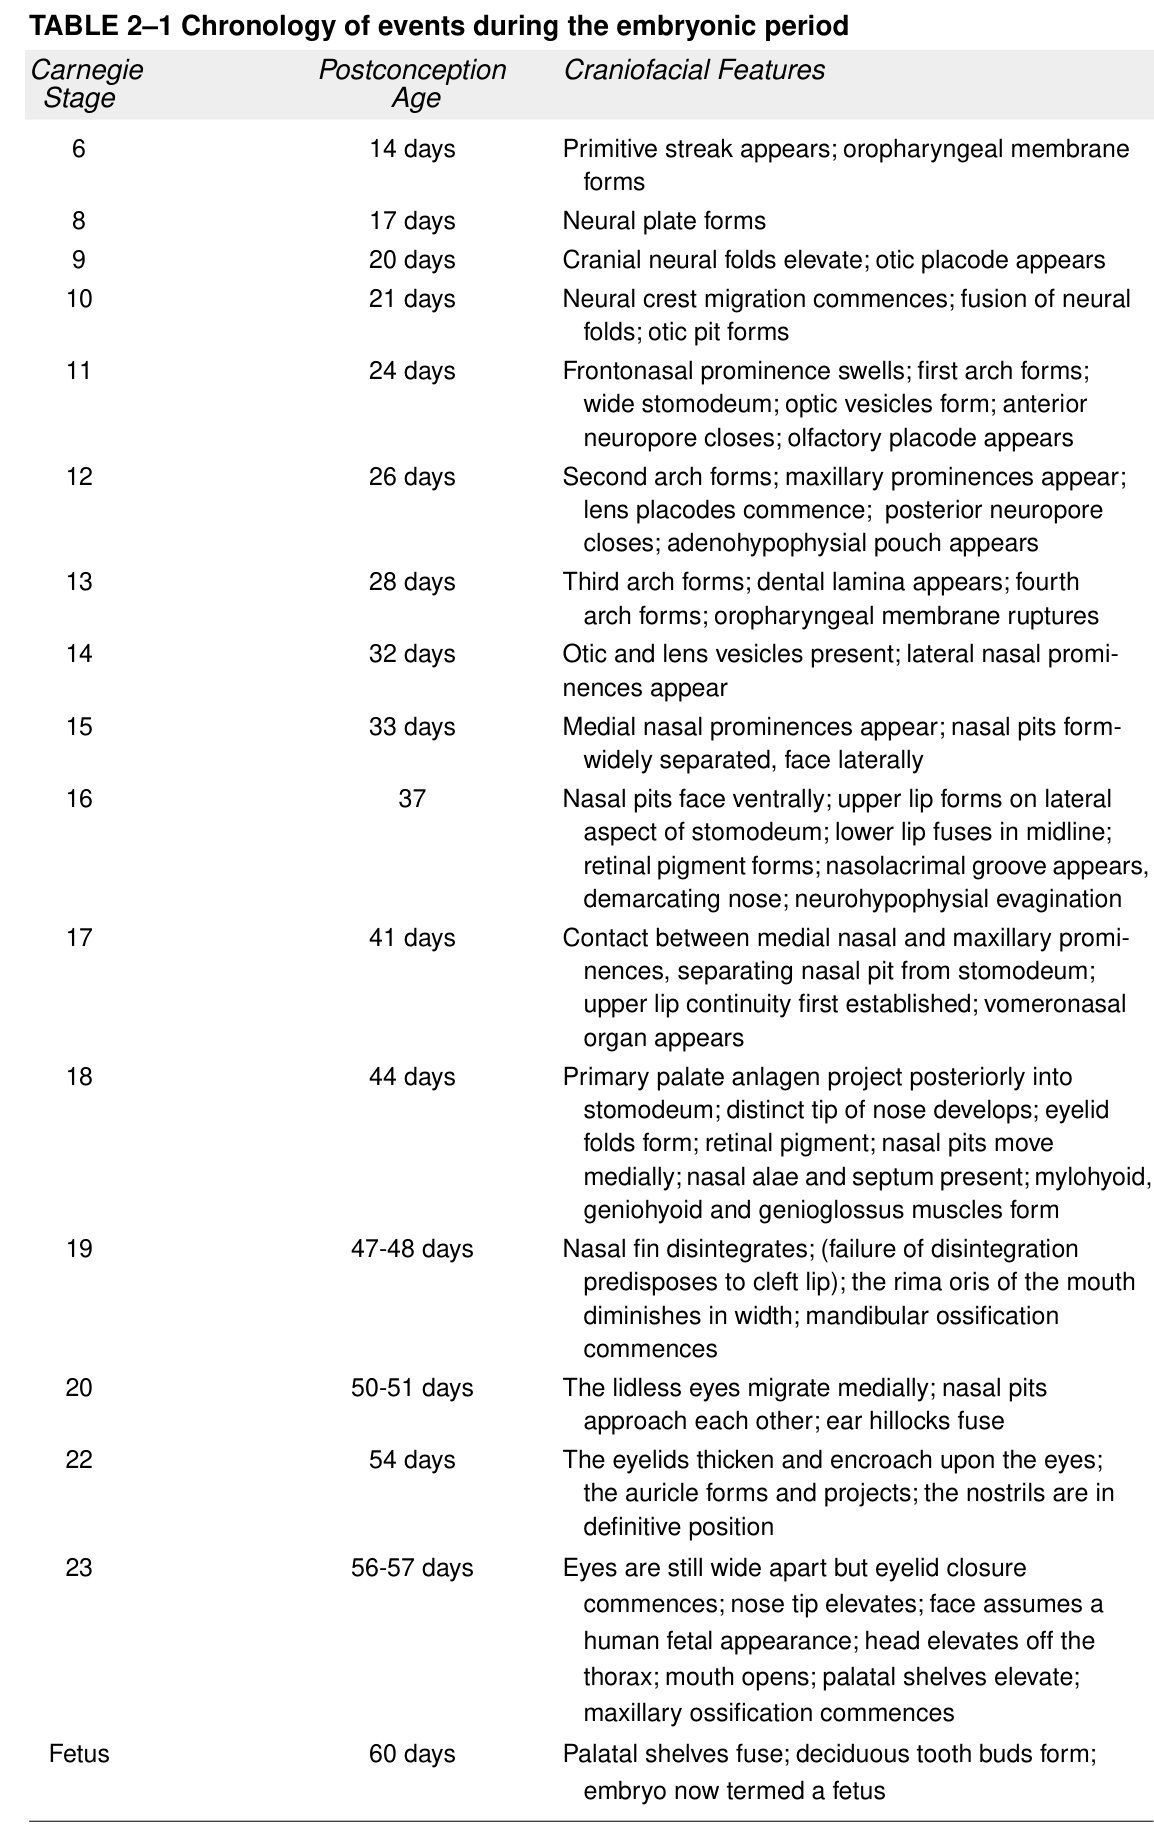 TABLE 2–1 Chronology of events during the embryonic period
Carnegie Stage Postconception Age Craniofacial Features
6 14 days Primitive streak appears; oropharyngeal membrane
forms
8 17 days Neural plate forms
9 20 days Cranial neural folds elevate; otic placode appears
10 21 days Neural crest migration commences; fusion of neural
folds; otic pit forms
11 24 days Frontonasal prominence swells; first arch forms;
wide stomodeum; optic vesicles form; anterior
neuropore closes; olfactory placode appears
12 26 days Second arch forms; maxillary prominences appear;
lens placodes commence; posterior neuropore
closes; adenohypophysial pouch appears
13 28 days Third arch forms; dental lamina appears; fourth
arch forms; oropharyngeal membrane ruptures
14 32 days Otic and lens vesicles present; lateral nasal promi-
nences appear
15 33 days Medial nasal prominences appear; nasal pits form-
widely separated, face laterally
16 37 Nasal pits face ventrally; upper lip forms on lateral
aspect of stomodeum; lower lip fuses in midline;
retinal pigment forms; nasolacrimal groove appears,
demarcating nose; neurohypophysial evagination
17 41 days Contact between medial nasal and maxillary promi-
nences, separating nasal pit from stomodeum;
upper lip continuity first established; vomeronasal
organ appears
18 44 days Primary palate anlagen project posteriorly into
stomodeum; distinct tip of nose develops; eyelid
folds form; retinal pigment; nasal pits move
medially; nasal alae and septum present; mylohyoid,
geniohyoid and genioglossus muscles form
19 47-48 days Nasal fin disintegrates; (failure of disintegration
predisposes to cleft lip); the rima oris of the mouth
diminishes in width; mandibular ossification
commences
20 50-51 days The lidless eyes migrate medially; nasal pits
approach each other; ear hillocks fuse
22 54 days The eyelids thicken and encroach upon the eyes;
the auricle forms and projects; the nostrils are in
definitive position
23 56-57 days Eyes are still wide apart but eyelid closure
commences; nose tip elevates; face assumes a
human fetal appearance; head elevates off the
thorax; mouth opens; palatal shelves elevate;
maxillary ossification commences
Fetus 60 days Palatal shelves fuse; deciduous tooth buds form;
embryo now termed a fetus